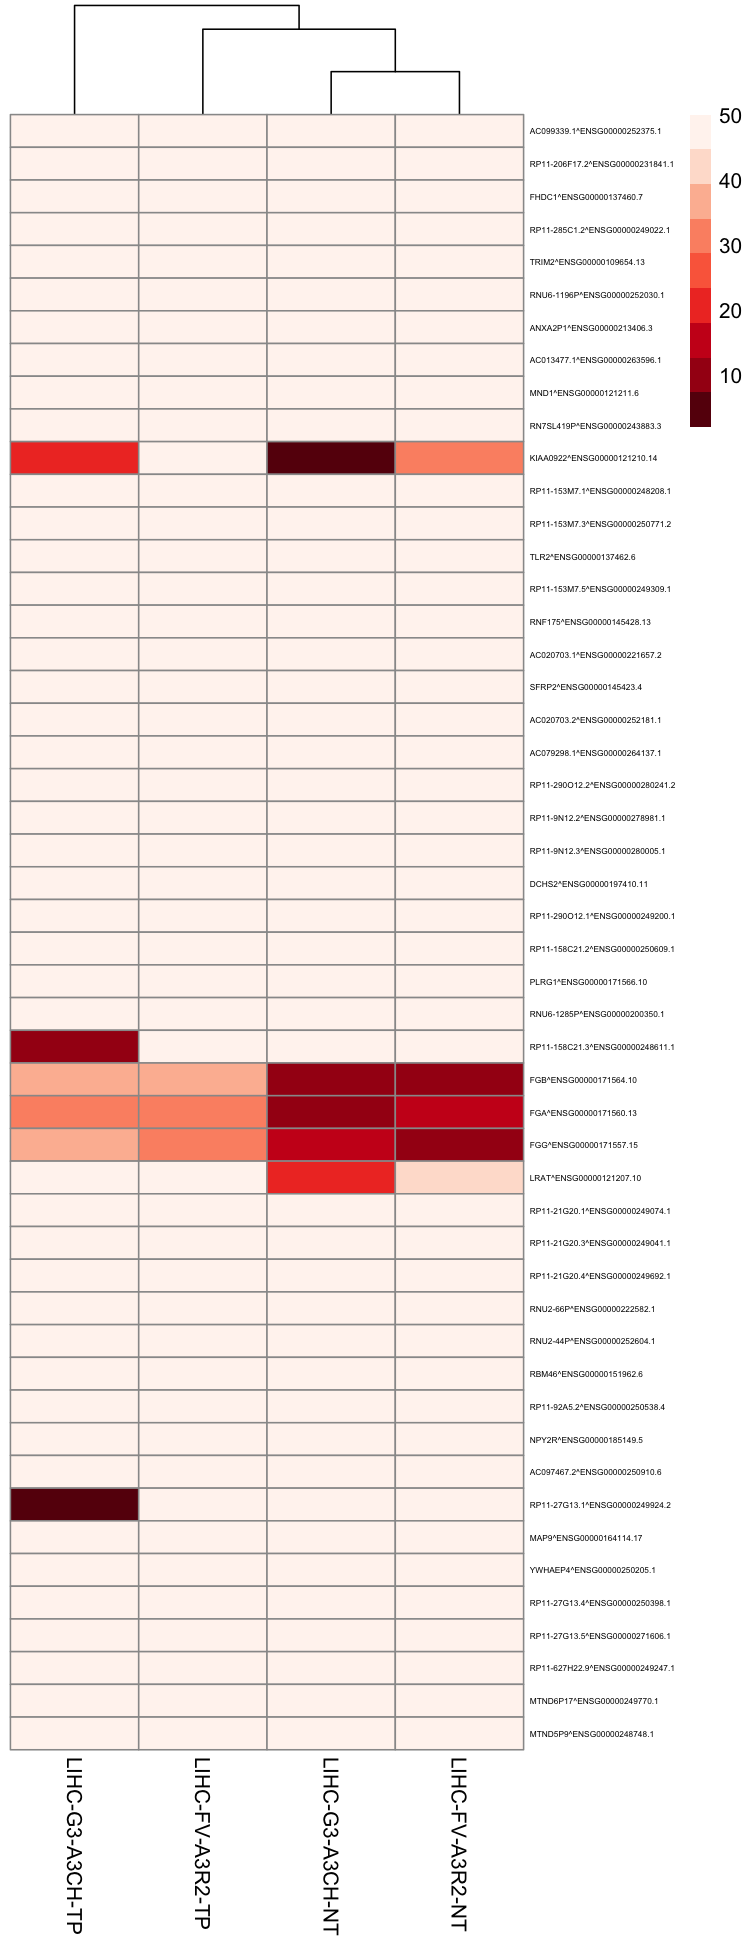 AC099339.1^ENSG00000252375.1
RP11-206F17.2^ENSG00000231841.1
FHDC1^ENSG00000137460.7
RP11-285C1.2^ENSG00000249022.1
TRIM2^ENSG00000109654.13
RNU6-1196P^ENSG00000252030.1
ANXA2P1^ENSG00000213406.3
AC013477.1^ENSG00000263596.1
MND1^ENSG00000121211.6
RN7SL419P^ENSG00000243883.3
KIAA0922^ENSG00000121210.14
RP11-153M7.1^ENSG00000248208.1
RP11-153M7.3^ENSG00000250771.2
TLR2^ENSG00000137462.6
RP11-153M7.5^ENSG00000249309.1
RNF175^ENSG00000145428.13
AC020703.1^ENSG00000221657.2
SFRP2^ENSG00000145423.4
AC020703.2^ENSG00000252181.1
AC079298.1^ENSG00000264137.1
RP11-290O12.2^ENSG00000280241.2
RP11-9N12.2^ENSG00000278981.1
RP11-9N12.3^ENSG00000280005.1
DCHS2^ENSG00000197410.11
RP11-290O12.1^ENSG00000249200.1
RP11-158C21.2^ENSG00000250609.1
PLRG1^ENSG00000171566.10
RNU6-1285P^ENSG00000200350.1
RP11-158C21.3^ENSG00000248611.1
FGB^ENSG00000171564.10
FGA^ENSG00000171560.13
FGG^ENSG00000171557.15
LRAT^ENSG00000121207.10
RP11-21G20.1^ENSG00000249074.1
RP11-21G20.3^ENSG00000249041.1
RP11-21G20.4^ENSG00000249692.1
RNU2-66P^ENSG00000222582.1
RNU2-44P^ENSG00000252604.1
RBM46^ENSG00000151962.6
RP11-92A5.2^ENSG00000250538.4
NPY2R^ENSG00000185149.5
AC097467.2^ENSG00000250910.6
RP11-27G13.1^ENSG00000249924.2
MAP9^ENSG00000164114.17
YWHAEP4^ENSG00000250205.1
RP11-27G13.4^ENSG00000250398.1
RP11-27G13.5^ENSG00000271606.1
RP11-627H22.9^ENSG00000249247.1
MTND6P17^ENSG00000249770.1
MTND5P9^ENSG00000248748.1
50
40
30
20
10
LIHC-G3-A3CH-TP
LIHC-FV-A3R2-TP
LIHC-G3-A3CH-NT
LIHC-FV-A3R2-NT